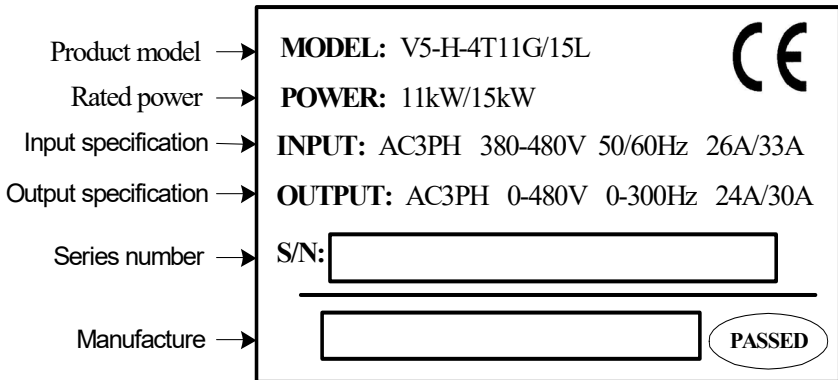 Product model MODEL: V5-H-4T11G/15L CE
Rated power POWER: 11kW/15kW
Input specification INPUT: AC3PH 380-480V 50/60Hz 26A/33A
Output specification OUTPUT: AC3PH 0-480V 0-300Hz 24A/30A
Series number S/N:
Manufacture PASSED